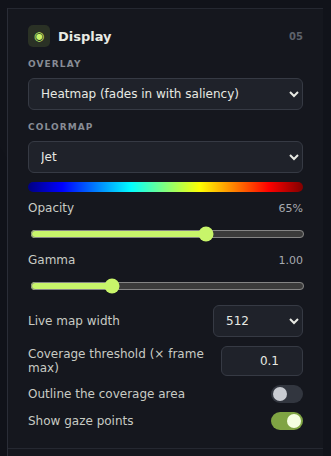 Display
05
OVERLAY
Heatmap (fades in with saliency)
COLORMAP
Jet
Opacity
65%
Gamma
1.00
Live map width
512
Coverage threshold (× frame
max)
0.1
Outline the coverage area
Show gaze points